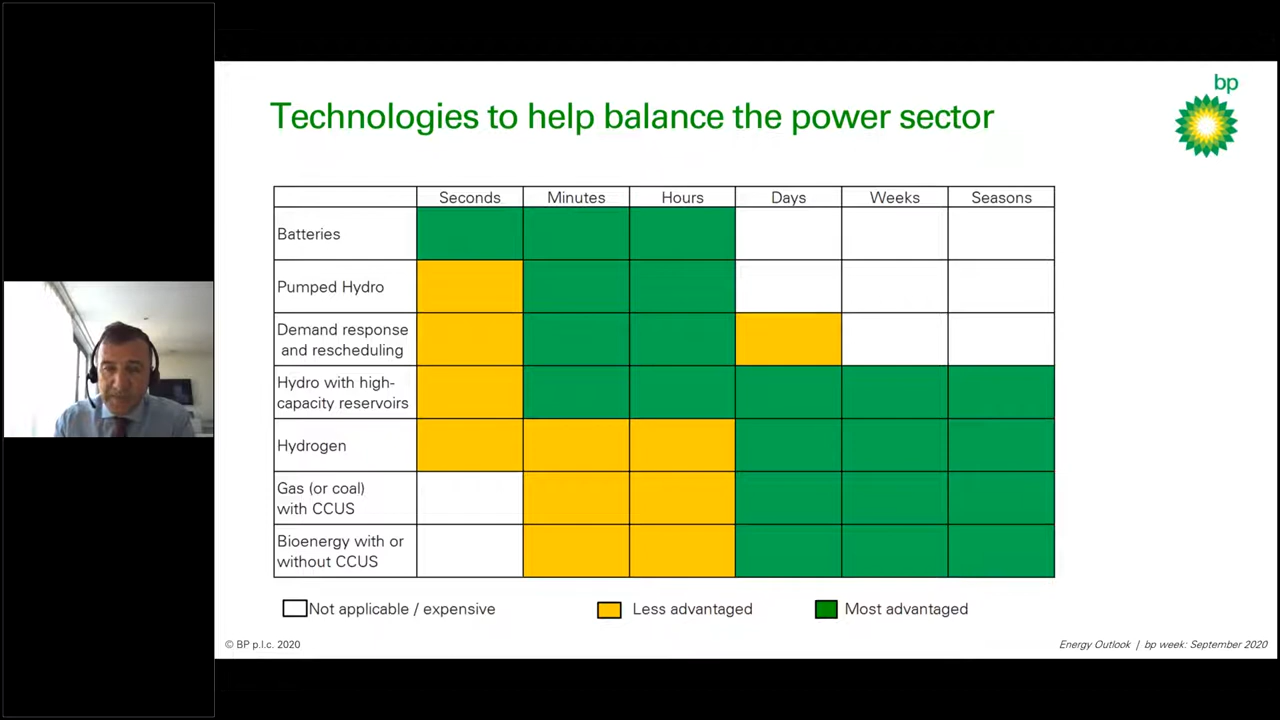 bp
Technologies to help balance the power sector
Seconds Minutes Hours Days Weeks Seasons
Batteries
Pumped Hydro
Demand response
and rescheduling
Hydro with high-
capacity reservoirs
Hydrogen
Gas (or coal)
with CCUS
Bioenergy with or
without CCUS
Not applicable / expensive Less advantaged Most advantaged
© BP p.l.c. 2020 Energy Outlook | bp week: September 2020